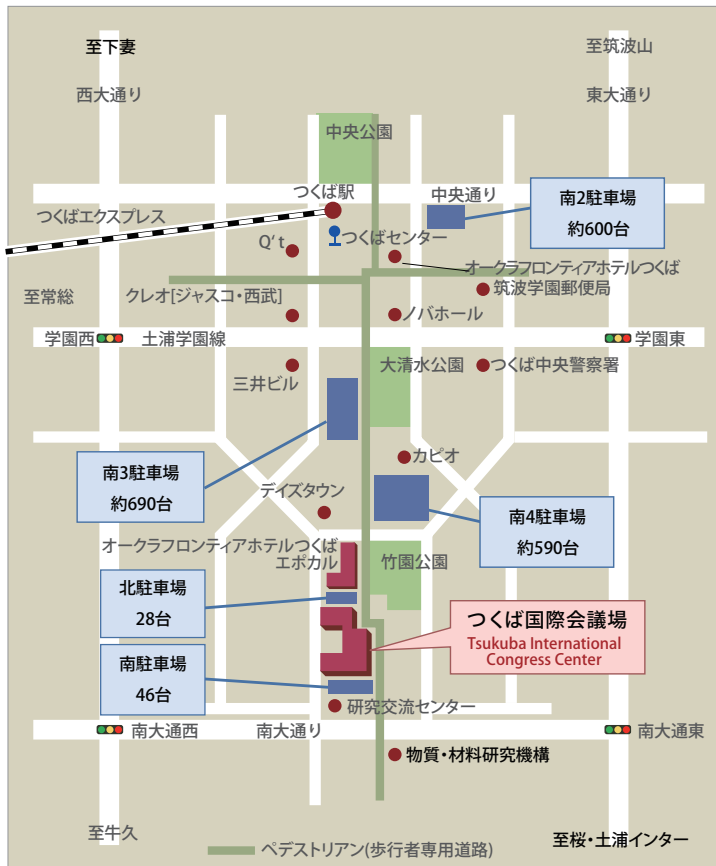 至下妻
至筑波山
西大通り
東大通り
中央公園
つくば駅
中央通り
南2駐車場
約600台
つくばエクスプレス
Q't
つくばセンター
オークラフロンティアホテルつくば
筑波学園郵便局
至常総
クレオ[ジャスコ・西武]
ノバホール
学園西
土浦学園線
学園東
大清水公園
つくば中央警察署
三井ビル
カピオ
南3駐車場
約690台
デイズタウン
南4駐車場
約590台
オークラフロンティアホテルつくば
エポカル
竹園公園
北駐車場
28台
つくば国際会議場
Tsukuba International
Congress Center
南駐車場
46台
研究交流センター
南大通西
南大通り
南大通東
物質・材料研究機構
至牛久
至桜・土浦インター
ペデストリアン(歩行者専用道路)